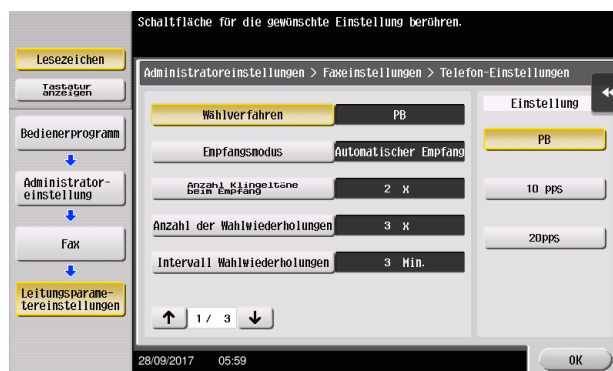 Schaltfläche für die gewünschte Einstellung berühren.
Lesezeichen
Tastatur
anzeigen
Bedienerprogramm
Administrator-
einstellung
Fax
Leitungsparame-
tereinstellungen
Administratoreinstellungen > Faxeinstellungen > Telefon-Einstellungen
Wählverfahren PB
Empfangsmodus Automatischer Empfang
Anzahl Klingeltöne
beim Empfang 2 X
Anzahl der Wahlwiederholungen 3 X
Intervall Wahlwiederholungen 3 Min.
↑ 1/ 3 ↓
Einstellung
PB
10 pps
20pps
28/09/2017 05:59
OK